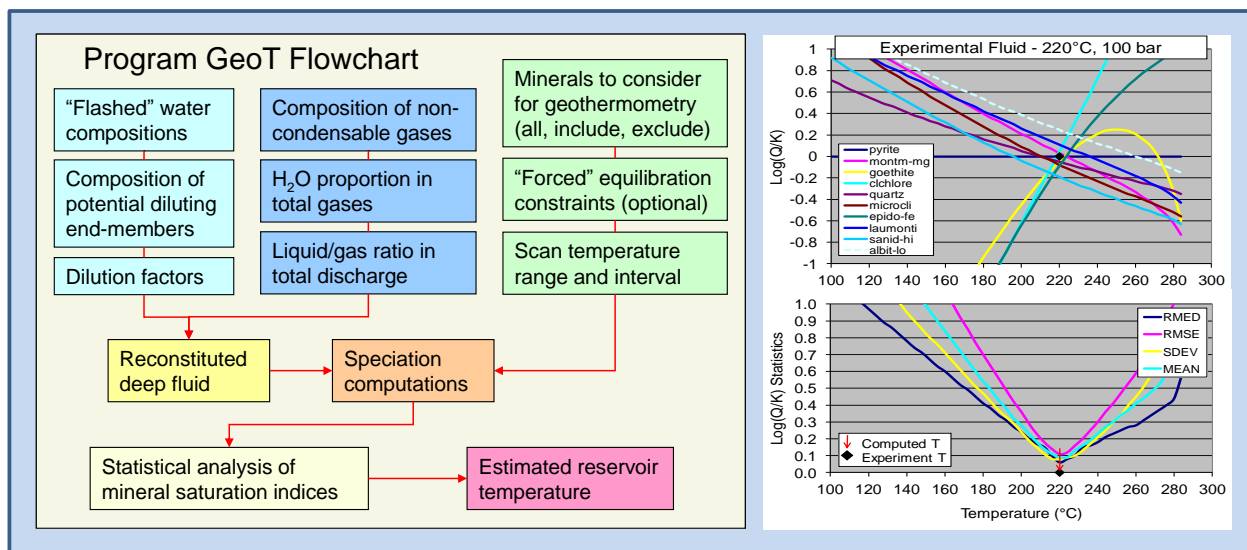 Program GeoT Flowchart
“Flashed” water
compositions
Composition of
potential diluting
end-members
Dilution factors
Composition of non-
condensable gases
H₂O proportion in
total gases
Liquid/gas ratio in
total discharge
Minerals to consider
for geothermometry
(all, include, exclude)
“Forced” equilibration
constraints (optional)
Scan temperature
range and interval
Reconstituted
deep fluid
Speciation
computations
Statistical analysis of
mineral saturation indices
Estimated reservoir
temperature
Experimental Fluid - 220°C, 100 bar
Log(Q/K)
1
0.8
0.6
0.4
0.2
0
-0.2
-0.4
-0.6
-0.8
-1
pyrite
montm-mg
goethite
clchlore
quartz
microcli
epido-fe
laumonti
sanid-hi
albit-lo
100 120 140 160 180 200 220 240 260 280 300
Log(Q/K) Statistics
1.0
0.9
0.8
0.7
0.6
0.5
0.4
0.3
0.2
0.1
0.0
RMED
RMSE
SDEV
MEAN
Computed T
Experiment T
100 120 140 160 180 200 220 240 260 280 300
Temperature (°C)